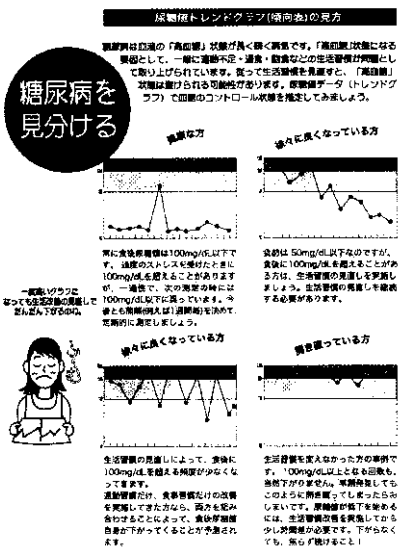 尿糖値トレンドグラフ(傾向表)の見方
糖尿病を
見分ける
糖尿病は血液の「高血糖」状態が長く続く病気です。「高血糖」状態になる
要因として、一般に運動不足・過食・飲食などの生活習慣が問題とし
て取り上げられています。従って生活習慣を見直すと、「高血糖」
状態は避けられる可能性があります。尿糖値データ(トレンドグ
ラフ)で血糖のコントロール状態を推定してみましょう。
健康な方
徐々に良くなっている方
常に食後尿糖値は100mg/dL以下で
す。過度のストレスを受けたときに
100mg/dLを超えることがあります
が、一過性で、次の測定の時には
100mg/dL以下に戻っています。今
後とも間隔(例えば1週間毎)を決めて、
定期的に測定しましょう。
食前は50mg/dL以下なのですが、
食後に100mg/dLを超えることがあ
る方は、生活習慣の見直しを実施し
ましょう。生活習慣の見直しを継続
する必要があります。
一度高いグラフに
なっても生活改善の見直しで
だんだん下がるのね。
徐々に良くなっている方
開き直っている方
生活習慣の見直しによって、食後に
100mg/dLを超える頻度が少なくな
ってきます。
運動習慣だけ、食事習慣だけの改善
を実施してきた方なら、両方を組み
合わせることによって、食後尿糖値
自身が下がってくることが予想され
ます。
生活習慣を変えなかった方の事例で
す。100mg/dL以上となる回数も、
当然下がりません。早期発見しても
このように開き直ってしまったらお
しまいです。尿糖値が低下を始める
には、生活習慣改善を実施してから
少し時間差が必要です。下がらなく
ても、焦らず続けること!